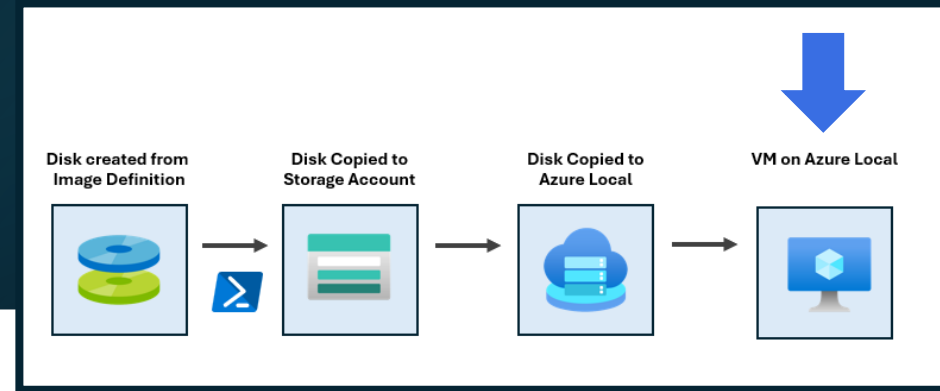 Disk created from
Image Definition
Disk Copied to
Storage Account
Disk Copied to
Azure Local
VM on Azure Local